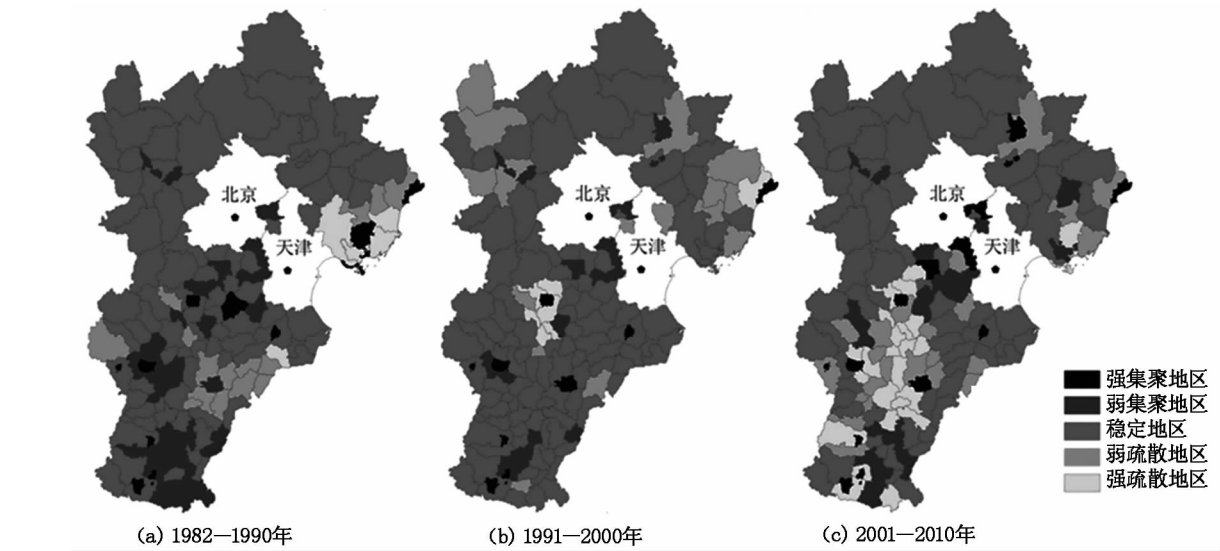 北京
天津
北京
天津
北京
天津
强集聚地区
弱集聚地区
稳定地区
弱疏散地区
强疏散地区
(a) 1982—1990年
(b) 1991—2000年
(c) 2001—2010年